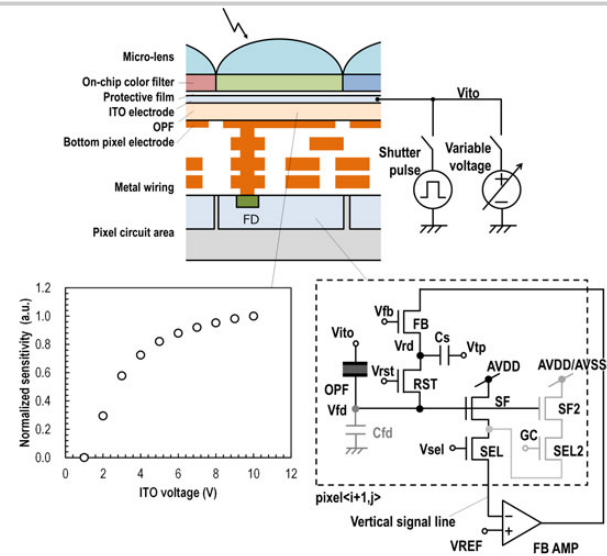 Micro-lens
On-chip color filter
Protective film
ITO electrode
OPF
Bottom pixel electrode
Metal wiring
Pixel circuit area
FD
Vito
Shutter
pulse
Variable
voltage
Normalized sensitivity (a.u.)
1.2
1.0
0.8
0.6
0.4
0.2
0.0
0 2 4 6 8 10 12
ITO voltage (V)
Vfb
FB
Vito
Vrd
Cs
Vtp
Vrst
RST
OPF
Vfd
Cfd
AVDD
AVDD/AVSS
SF
SF2
Vsel
SEL
GC
SEL2
pixel<i+1,j>
Vertical signal line
VREF
FB AMP